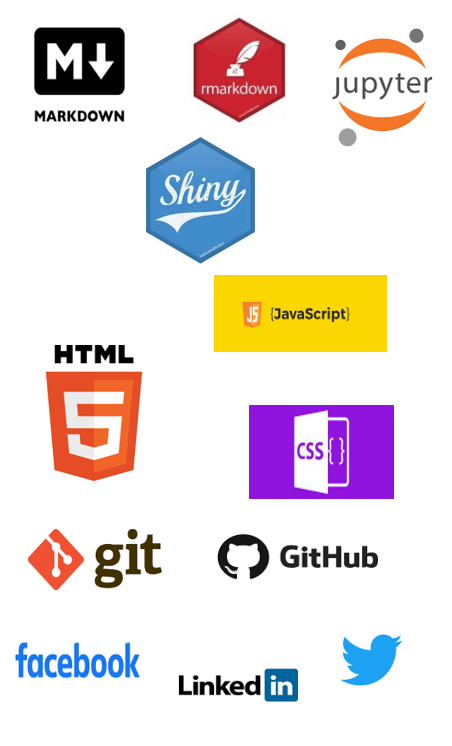 M
MARKDOWN
rmarkdown
jupyter
Shiny
JS {JavaScript}
HTML
5
CSS {}
git
GitHub
facebook
Linked in